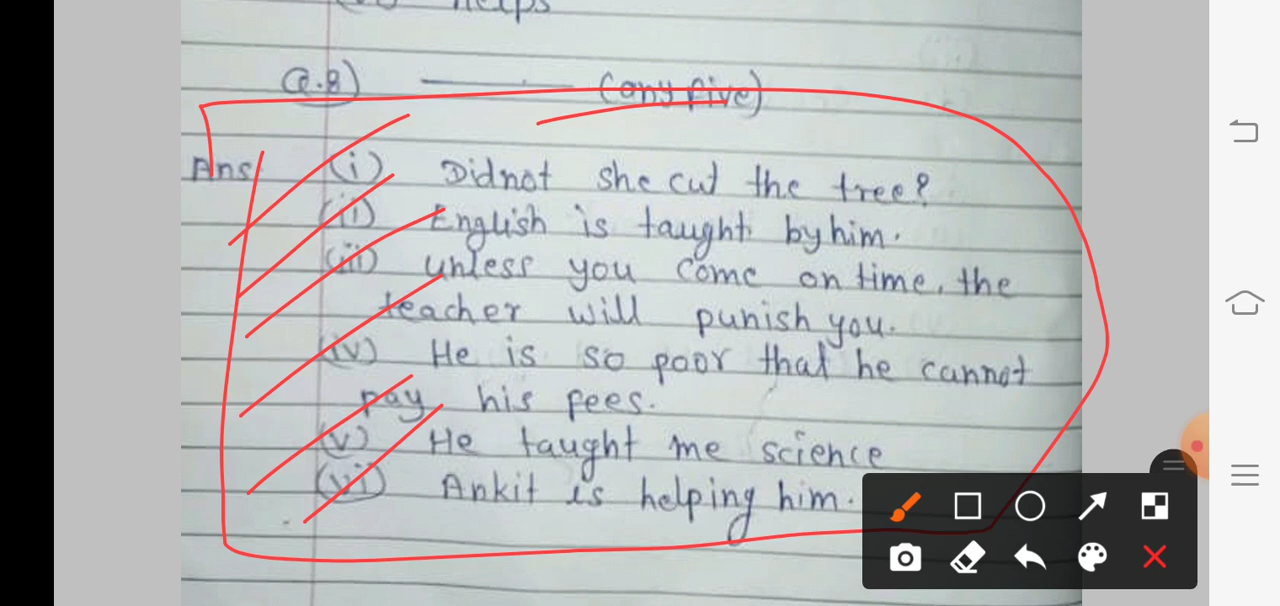 helps
Q.8) ——— (any five)
Ans (i) Didnot she cut the tree?
(ii) English is taught by him.
(iii) unless you come on time, the
teacher will punish you.
(iv) He is so poor that he cannot
pay his fees.
(v) He taught me science
(vi) Ankit is helping him.